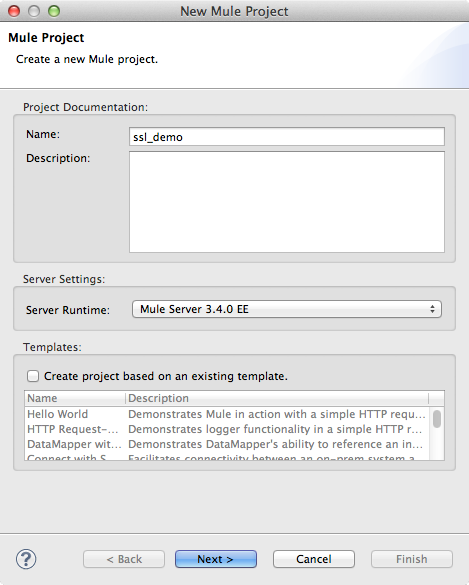 New Mule Project
Mule Project
Create a new Mule project.
Project Documentation:
Name: ssl_demo
Description:
Server Settings:
Server Runtime: Mule Server 3.4.0 EE
Templates:
Create project based on an existing template.
Name Description
Hello World Demonstrates Mule in action with a simple HTTP requ...
HTTP Request-... Demonstrates logger functionality in a simple HTTP r...
DataMapper wit... Demonstrates DataMapper's ability to reference an in...
Connect with S... Facilitates connectivity between an on-prem system a...
? < Back Next > Cancel Finish